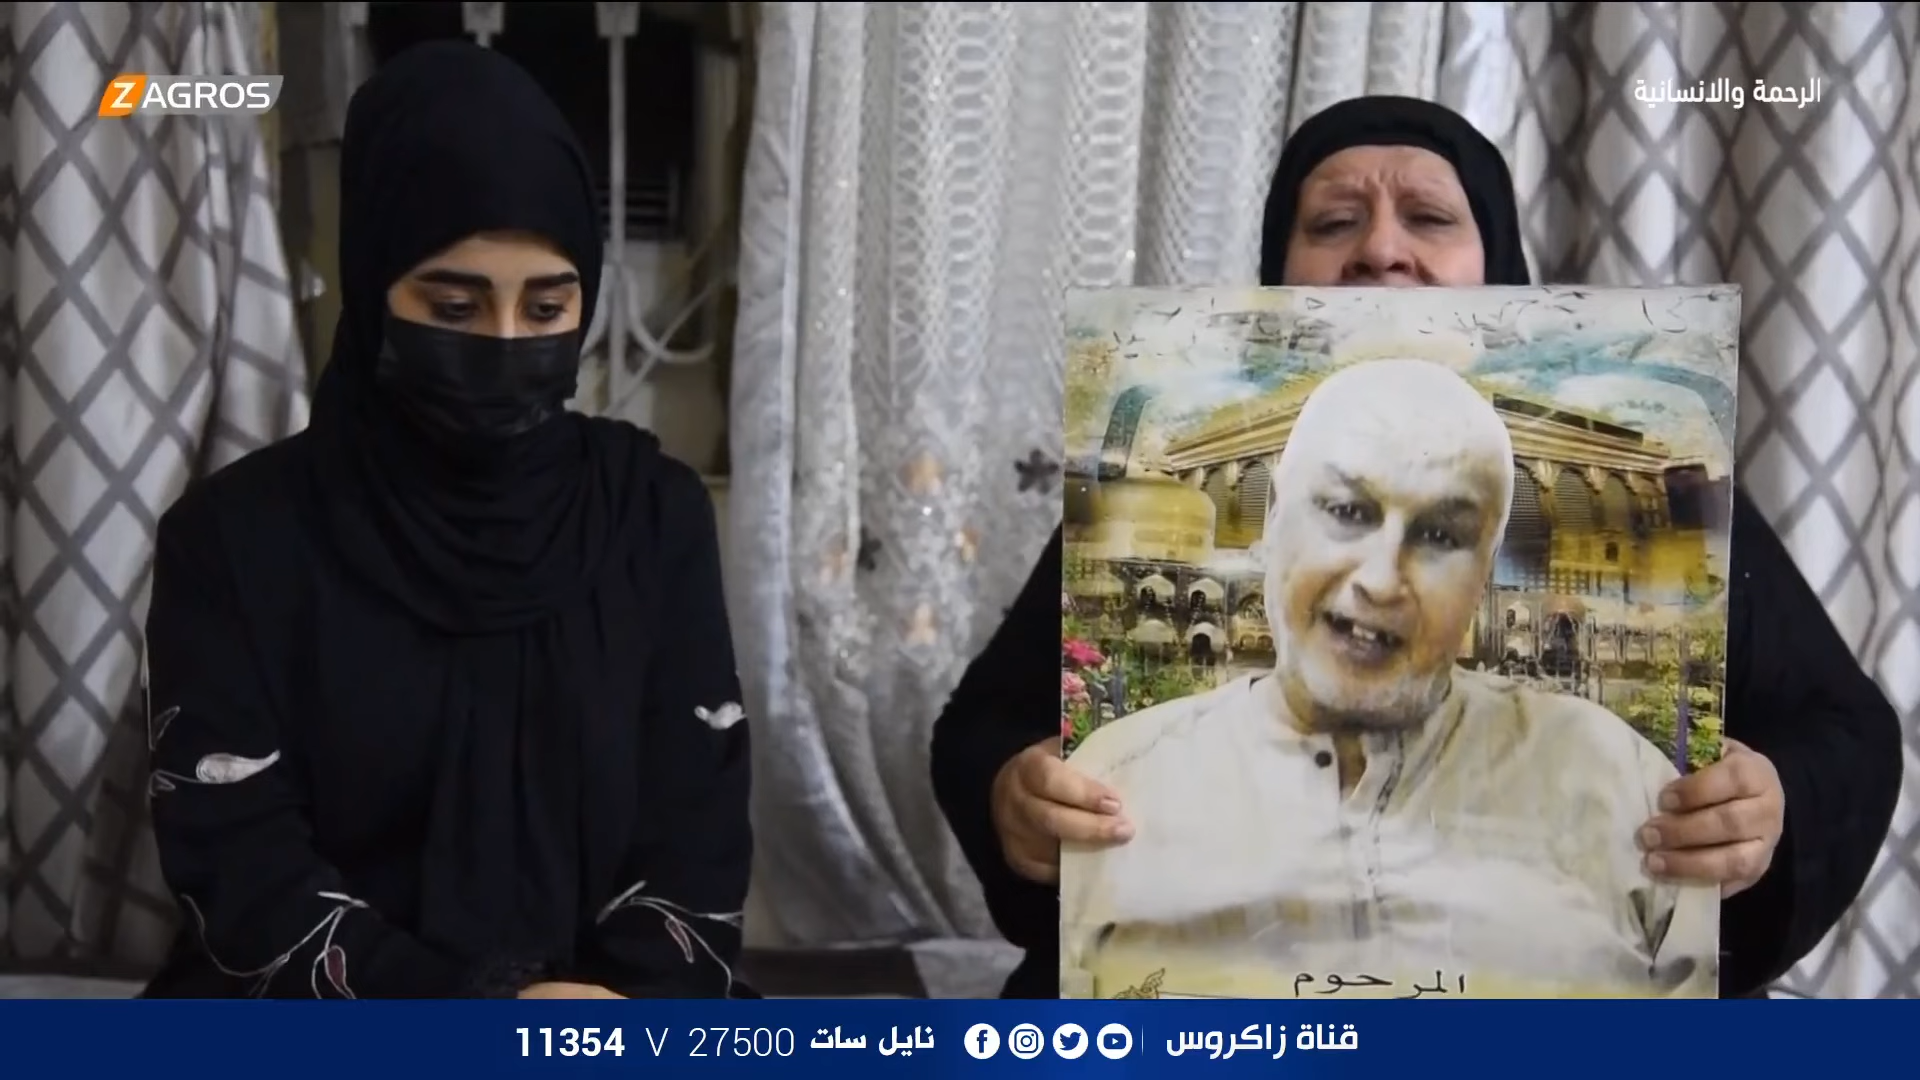 ZAGROS
الرحمة والانسانية
المرحوم
قناة زاكروس
نايل سات 27500 V 11354